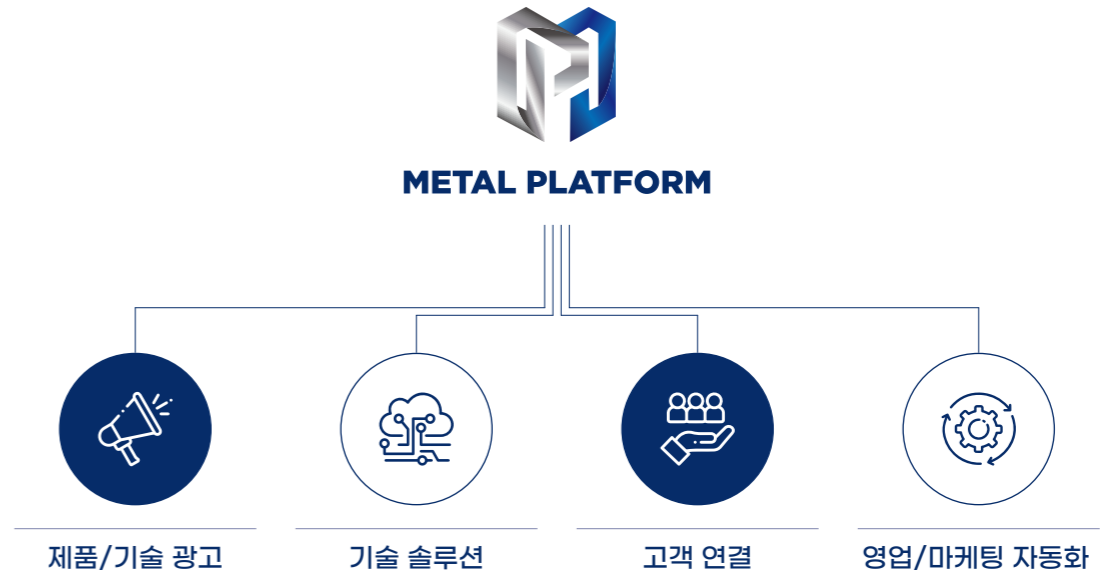 METAL PLATFORM
제품/기술 광고
기술 솔루션
고객 연결
영업/마케팅 자동화